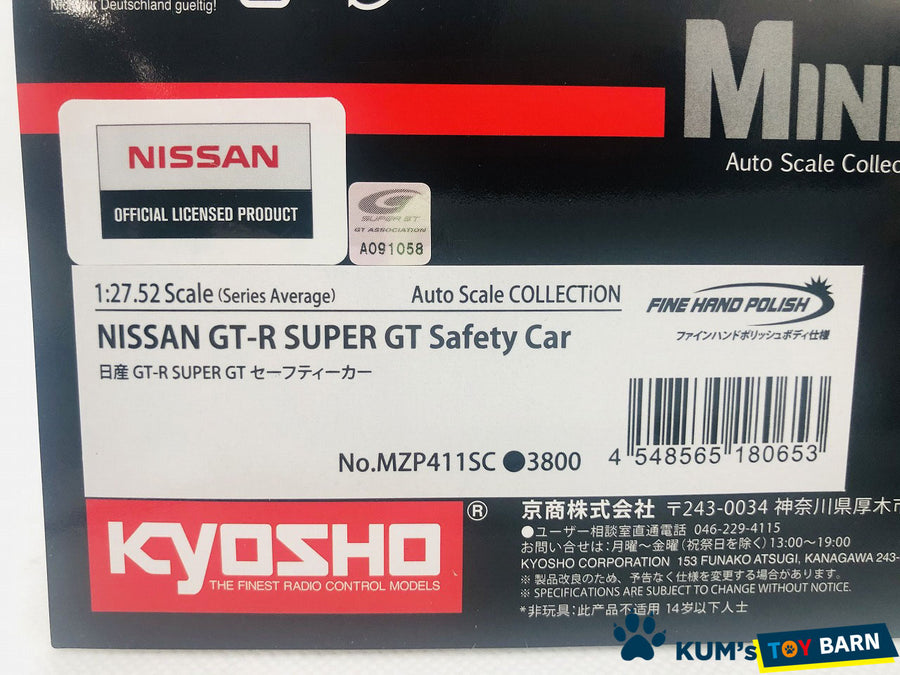 für Deutschland gueltig!
MINI
Auto Scale Collec
NISSAN
OFFICIAL LICENSED PRODUCT
SUPER GT
GT ASSOCIATION
A091058
1:27.52 Scale (Series Average)
Auto Scale COLLECTiON
FINE HAND POLISH
ファインハンドポリッシュボディ仕様
NISSAN GT-R SUPER GT Safety Car
日産 GT-R SUPER GT セーフティーカー
No.MZP411SC ●3800
4 548565 180653
KYOSHO ®
THE FINEST RADIO CONTROL MODELS
京商株式会社 〒243-0034 神奈川県厚木市
●ユーザー相談室直通電話 046-229-4115
お問い合せは:月曜〜金曜(祝祭日を除く)13:00〜19:00
KYOSHO CORPORATION 153 FUNAKO ATSUGI, KANAGAWA 243-
※ 製品改良のため、予告なく仕様を変更する場合があります。
※ SPECIFICATIONS ARE SUBJECT TO CHANGE WITHOUT NOTICE.
*非玩具:此产品不适用 14岁以下人士
KUM's TOY BARN